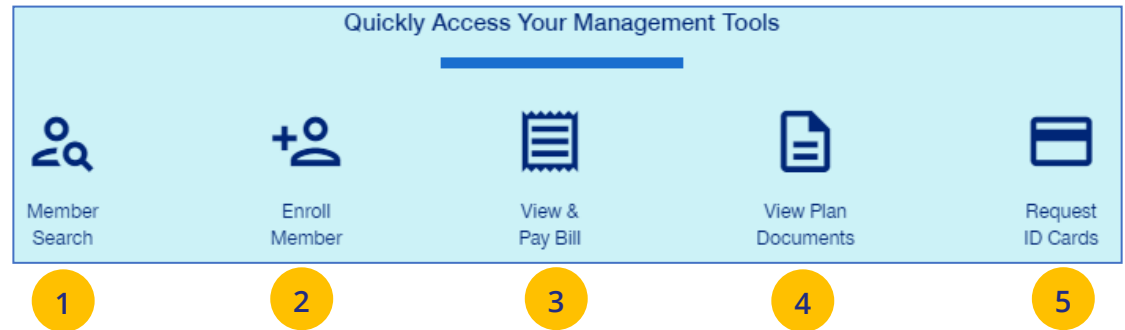 Quickly Access Your Management Tools
Member
Search
Enroll
Member
View &
Pay Bill
View Plan
Documents
Request
ID Cards
1
2
3
4
5